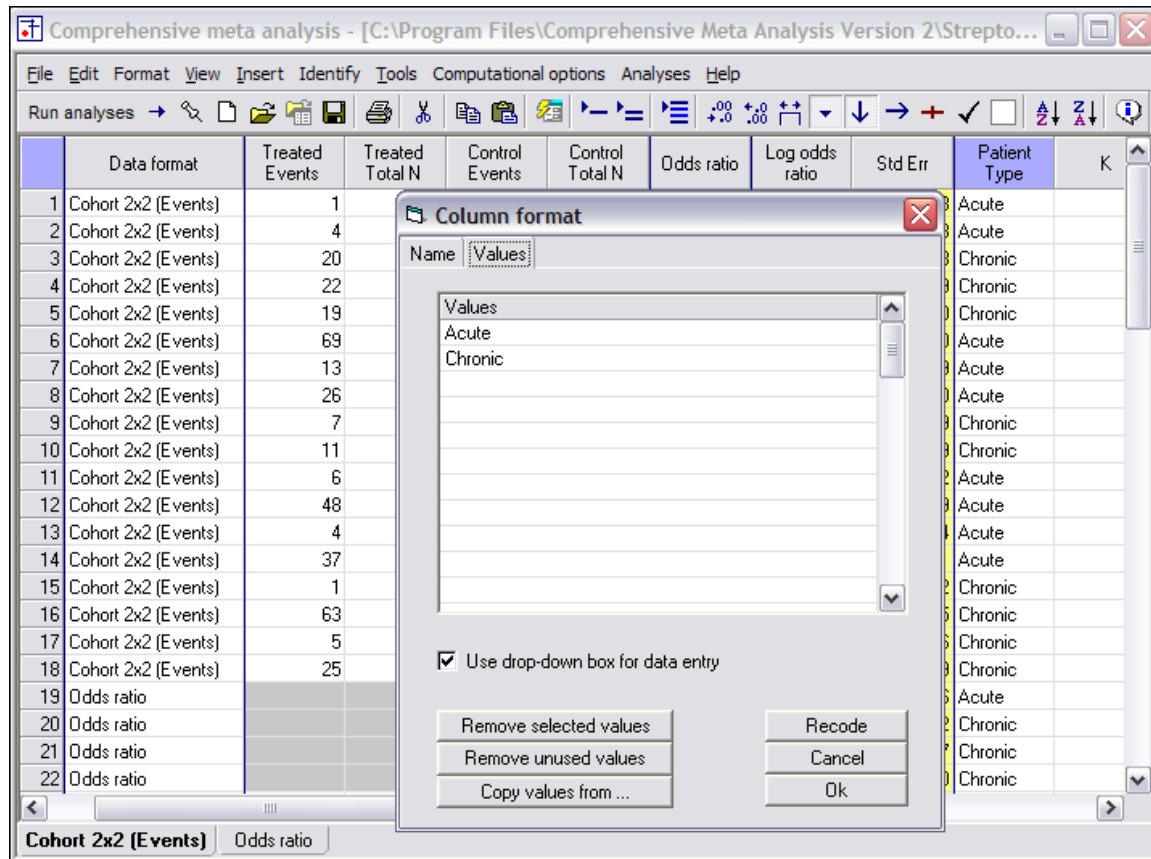 Comprehensive meta analysis - [C:\Program Files\Comprehensive Meta Analysis Version 2\Strepto...
File Edit Format View Insert Identify Tools Computational options Analyses Help
Run analyses
Data format Treated Events Treated Total N Control Events Control Total N Odds ratio Log odds ratio Std Err Patient Type K
Column format
Name Values
Values
Acute
Chronic
Use drop-down box for data entry
Remove selected values Recode
Remove unused values Cancel
Copy values from ... Ok
1 Cohort 2x2 (Events) 1 3 Acute
2 Cohort 2x2 (Events) 4 3 Acute
3 Cohort 2x2 (Events) 20 3 Chronic
4 Cohort 2x2 (Events) 22 Chronic
5 Cohort 2x2 (Events) 19 Chronic
6 Cohort 2x2 (Events) 69 Acute
7 Cohort 2x2 (Events) 13 Acute
8 Cohort 2x2 (Events) 26 Acute
9 Cohort 2x2 (Events) 7 Chronic
10 Cohort 2x2 (Events) 11 Chronic
11 Cohort 2x2 (Events) 6 2 Acute
12 Cohort 2x2 (Events) 48 Acute
13 Cohort 2x2 (Events) 4 Acute
14 Cohort 2x2 (Events) 37 Acute
15 Cohort 2x2 (Events) 1 2 Chronic
16 Cohort 2x2 (Events) 63 5 Chronic
17 Cohort 2x2 (Events) 5 6 Chronic
18 Cohort 2x2 (Events) 25 Chronic
19 Odds ratio 6 Acute
20 Odds ratio 2 Chronic
21 Odds ratio 7 Chronic
22 Odds ratio Chronic
Cohort 2x2 (Events) Odds ratio